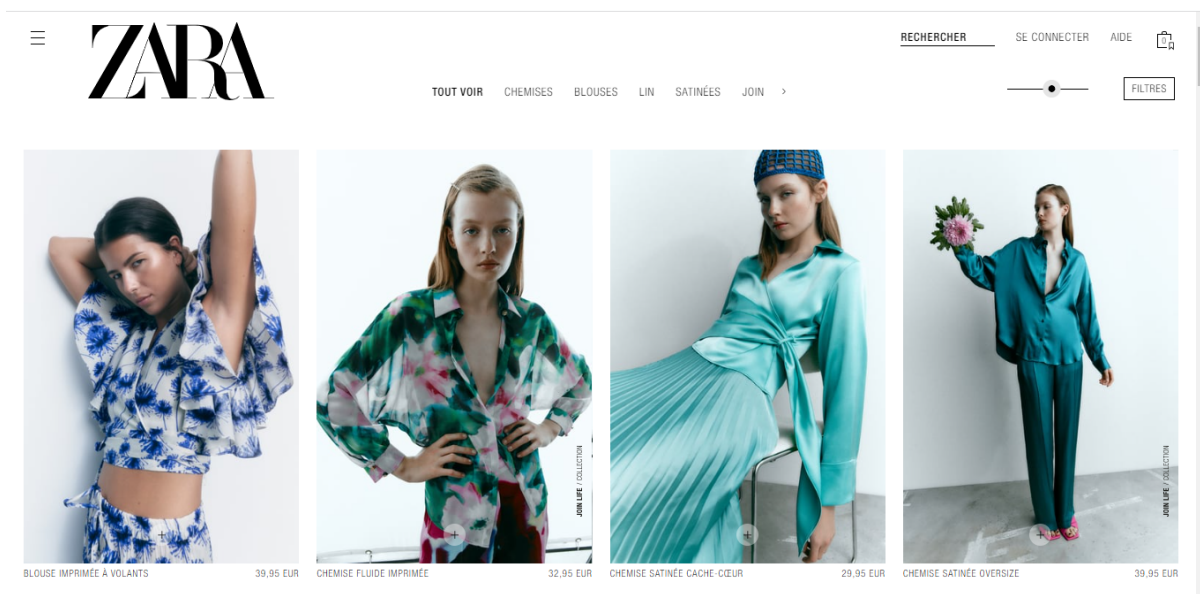 ZARA
RECHERCHER SE CONNECTER AIDE 0
TOUT VOIR CHEMISES BLOUSES LIN SATINÉES JOIN >
FILTRES
JOIN LIFE / COLLECTION
JOIN LIFE / COLLECTION
BLOUSE IMPRIMÉE À VOLANTS 39,95 EUR
CHEMISE FLUIDE IMPRIMÉE 32,95 EUR
CHEMISE SATINÉE CACHE-CŒUR 29,95 EUR
CHEMISE SATINÉE OVERSIZE 39,95 EUR